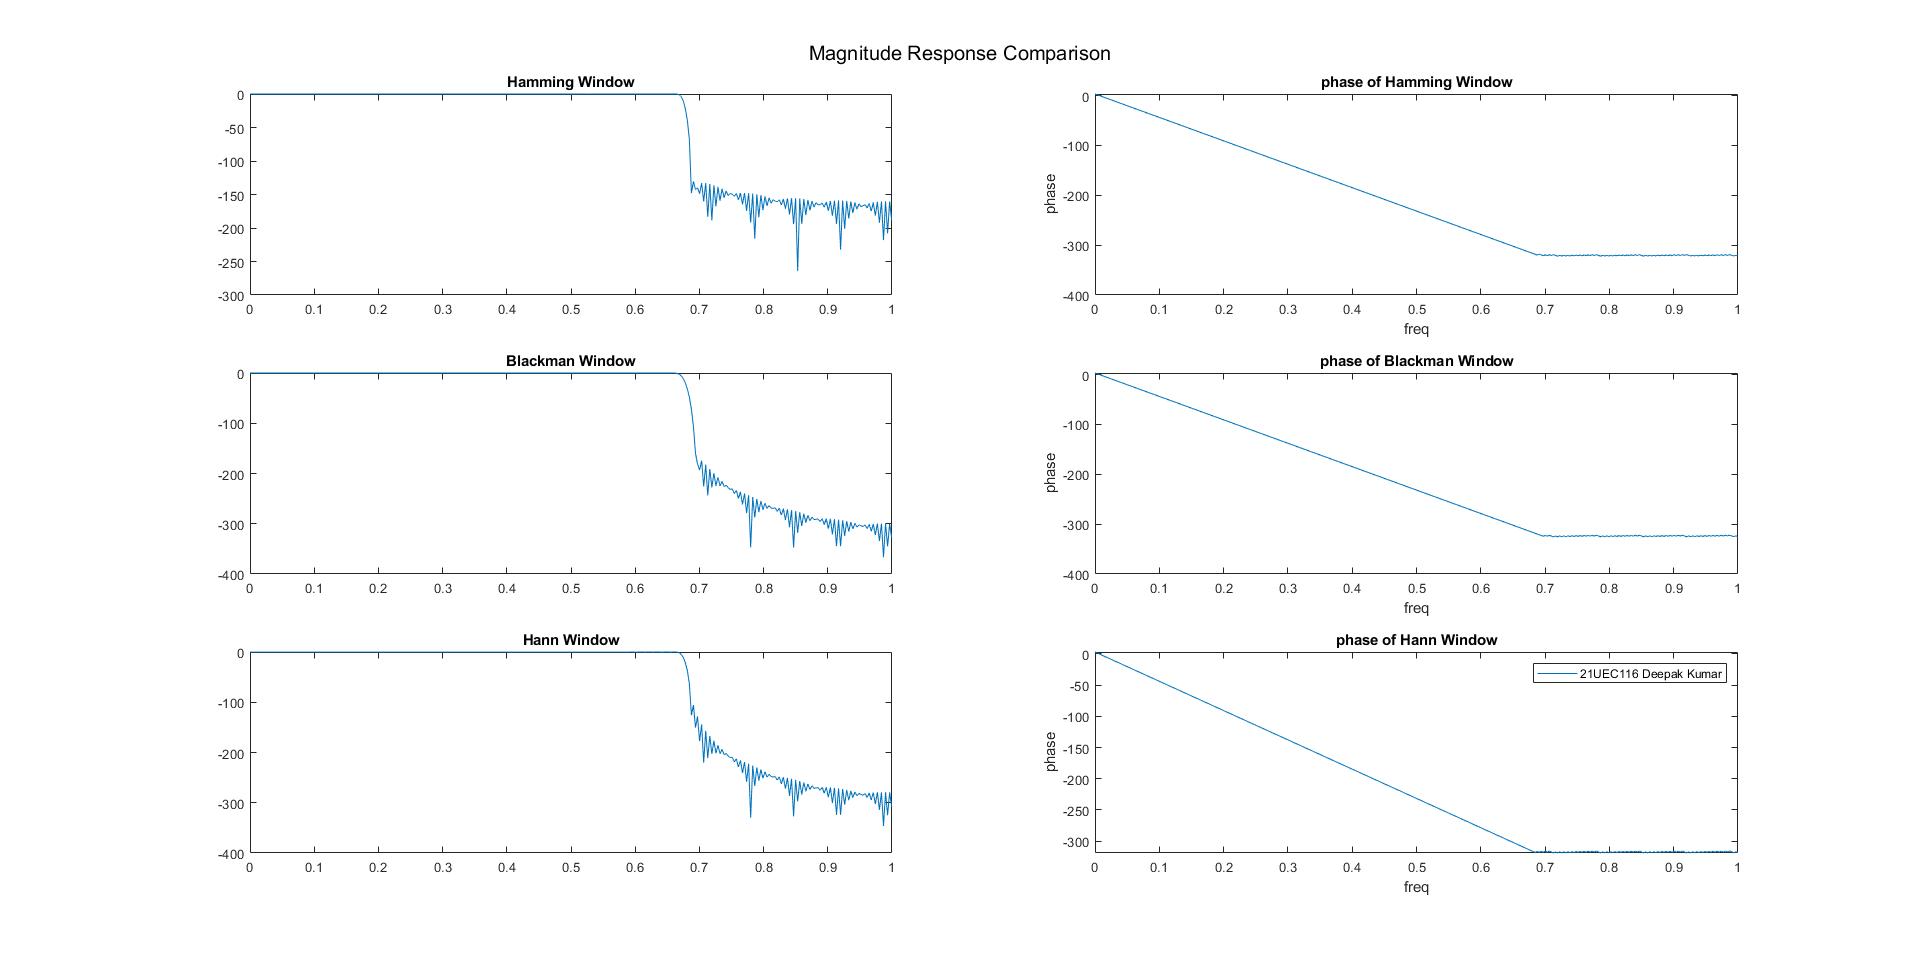 Magnitude Response Comparison
Hamming Window
0
-50
-100
-150
-200
-250
-300
0 0.1 0.2 0.3 0.4 0.5 0.6 0.7 0.8 0.9 1
phase of Hamming Window
phase
0
-100
-200
-300
-400
0 0.1 0.2 0.3 0.4 0.5 0.6 0.7 0.8 0.9 1
freq
Blackman Window
0
-100
-200
-300
-400
0 0.1 0.2 0.3 0.4 0.5 0.6 0.7 0.8 0.9 1
phase of Blackman Window
phase
0
-100
-200
-300
-400
0 0.1 0.2 0.3 0.4 0.5 0.6 0.7 0.8 0.9 1
freq
Hann Window
0
-100
-200
-300
-400
0 0.1 0.2 0.3 0.4 0.5 0.6 0.7 0.8 0.9 1
phase of Hann Window
21UEC116 Deepak Kumar
phase
0
-50
-100
-150
-200
-250
-300
0 0.1 0.2 0.3 0.4 0.5 0.6 0.7 0.8 0.9 1
freq